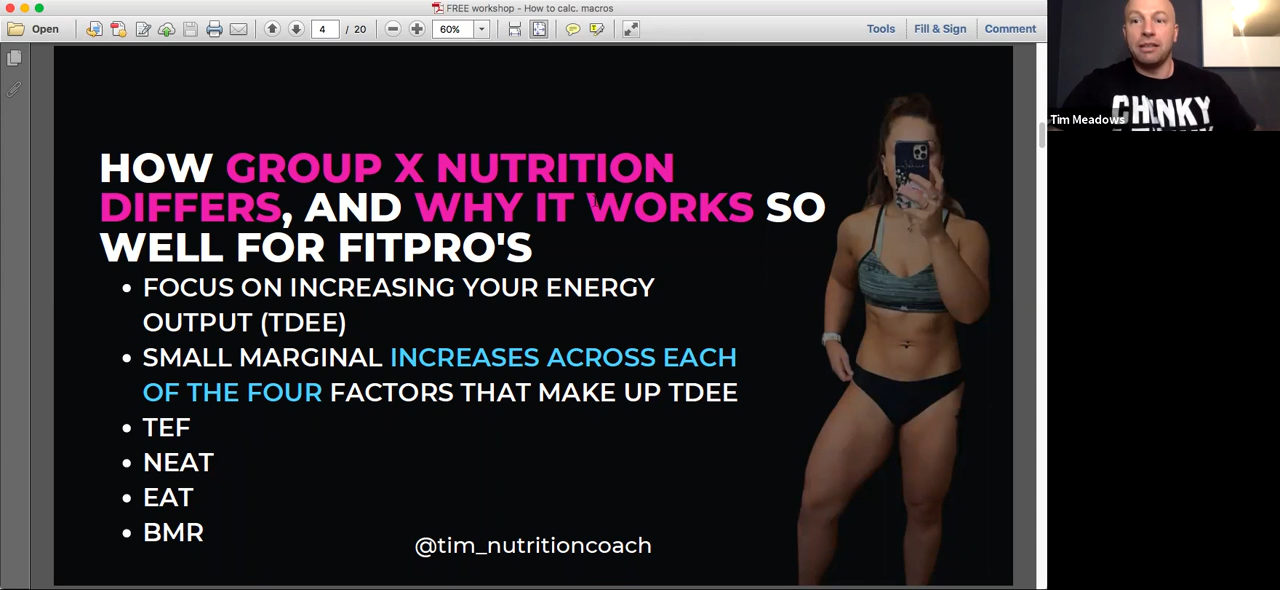 FREE workshop - How to calc. macros
Open
4 / 20
60%
Tools
Fill & Sign
Comment
HOW GROUP X NUTRITION
DIFFERS, AND WHY IT WORKS SO
WELL FOR FITPRO'S
• FOCUS ON INCREASING YOUR ENERGY
OUTPUT (TDEE)
• SMALL MARGINAL INCREASES ACROSS EACH
OF THE FOUR FACTORS THAT MAKE UP TDEE
• TEF
• NEAT
• EAT
• BMR
@tim_nutritioncoach
Tim Meadows